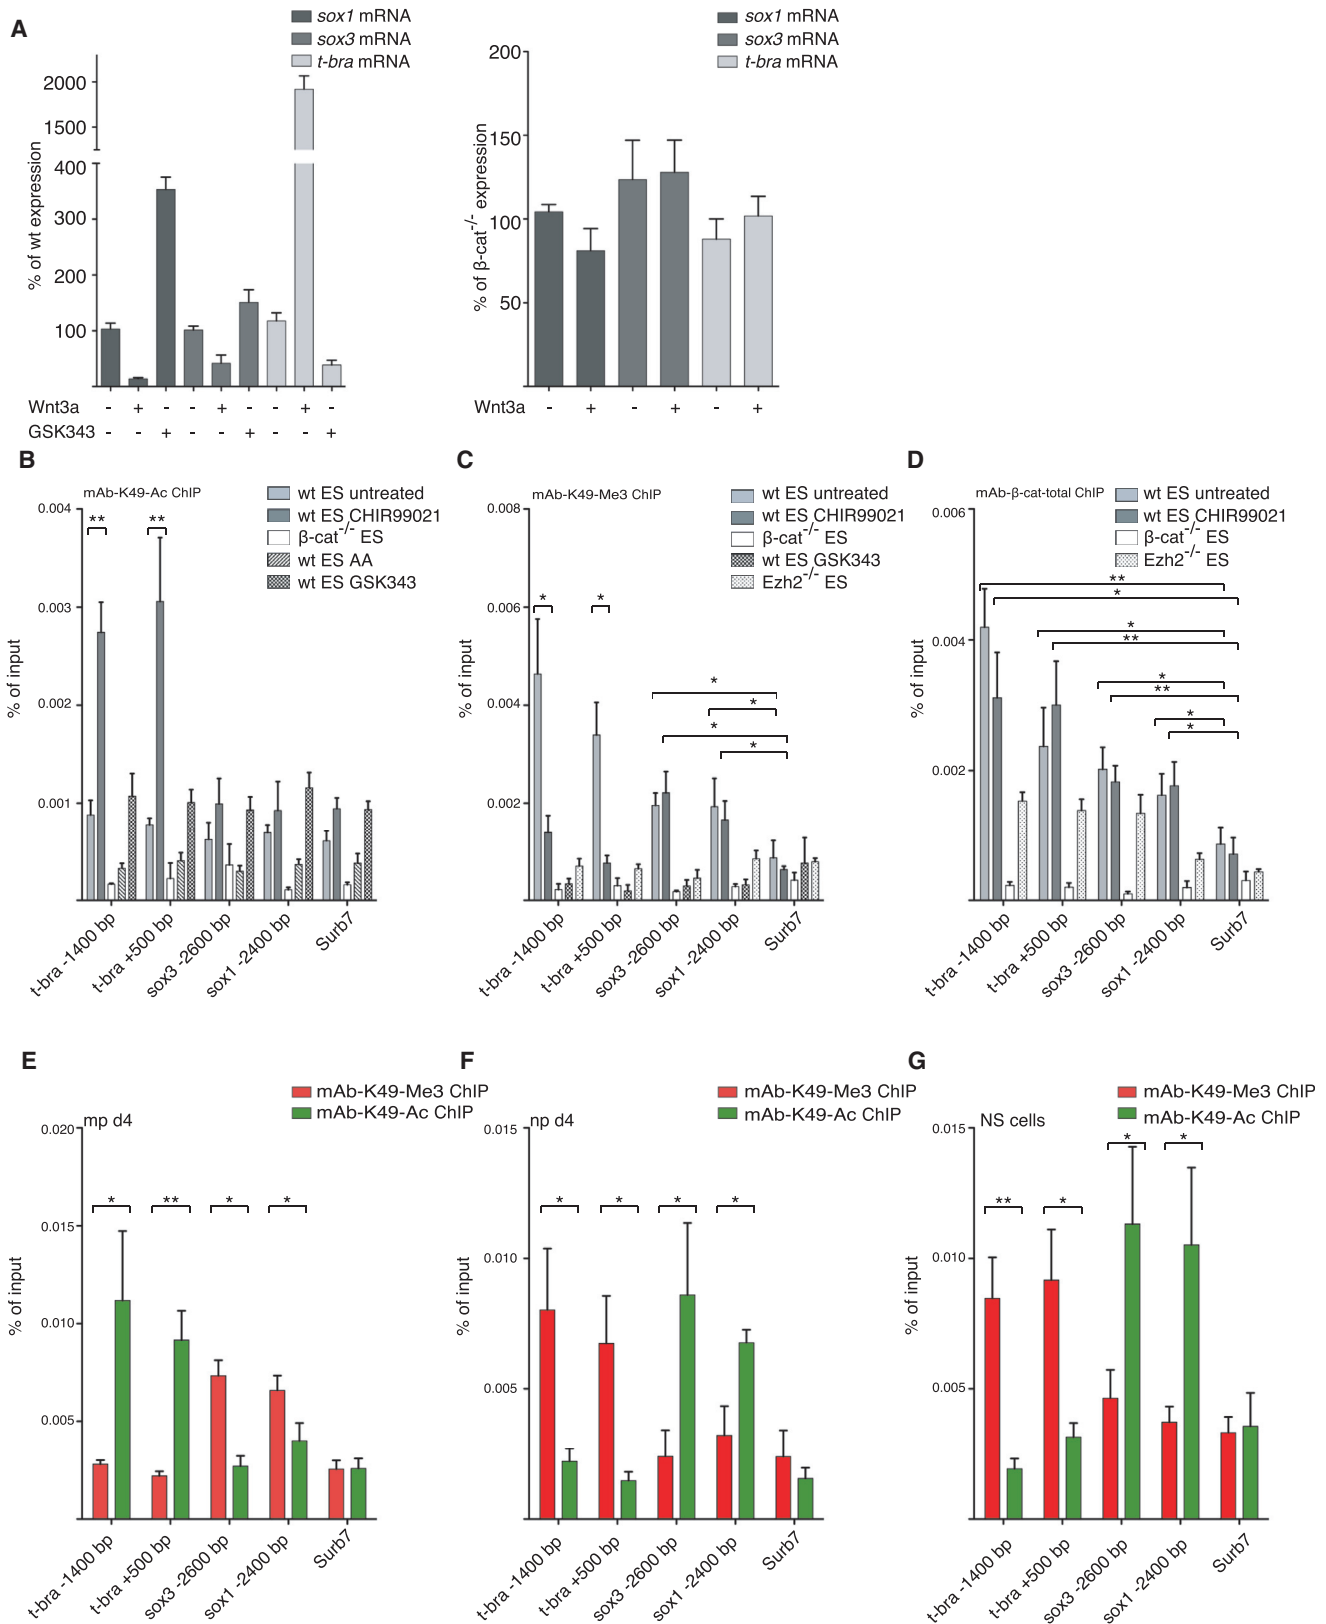 A
sox1 mRNA
sox3 mRNA
t-bra mRNA
% of wt expression
2000
1500
400
300
200
100
Wnt3a - + - - + - - + -
GSK343 - - + - - + - - +
sox1 mRNA
sox3 mRNA
t-bra mRNA
% of β-cat-/- expression
200
150
100
50
Wnt3a - + - + - +
B
mAb-K49-Ac ChIP
wt ES untreated
wt ES CHIR99021
β-cat-/- ES
wt ES AA
wt ES GSK343
% of input
0.004
0.003
0.002
0.001
** **
t-bra -1400 bp
t-bra +500 bp
sox3 -2600 bp
sox1 -2400 bp
Surb7
C
mAb-K49-Me3 ChIP
wt ES untreated
wt ES CHIR99021
β-cat-/- ES
wt ES GSK343
Ezh2-/- ES
% of input
0.008
0.006
0.004
0.002
* *
*
*
*
*
t-bra -1400 bp
t-bra +500 bp
sox3 -2600 bp
sox1 -2400 bp
Surb7
D
mAb-β-cat-total ChIP
wt ES untreated
wt ES CHIR99021
β-cat-/- ES
Ezh2-/- ES
% of input
0.006
0.004
0.002
**
*
*
**
*
**
*
*
t-bra -1400 bp
t-bra +500 bp
sox3 -2600 bp
sox1 -2400 bp
Surb7
E
mAb-K49-Me3 ChIP
mAb-K49-Ac ChIP
mp d4
% of input
0.020
0.015
0.010
0.005
* ** * *
t-bra -1400 bp
t-bra +500 bp
sox3 -2600 bp
sox1 -2400 bp
Surb7
F
mAb-K49-Me3 ChIP
mAb-K49-Ac ChIP
np d4
% of input
0.015
0.010
0.005
* * * *
t-bra -1400 bp
t-bra +500 bp
sox3 -2600 bp
sox1 -2400 bp
Surb7
G
mAb-K49-Me3 ChIP
mAb-K49-Ac ChIP
NS cells
% of input
0.015
0.010
0.005
** * * *
t-bra -1400 bp
t-bra +500 bp
sox3 -2600 bp
sox1 -2400 bp
Surb7